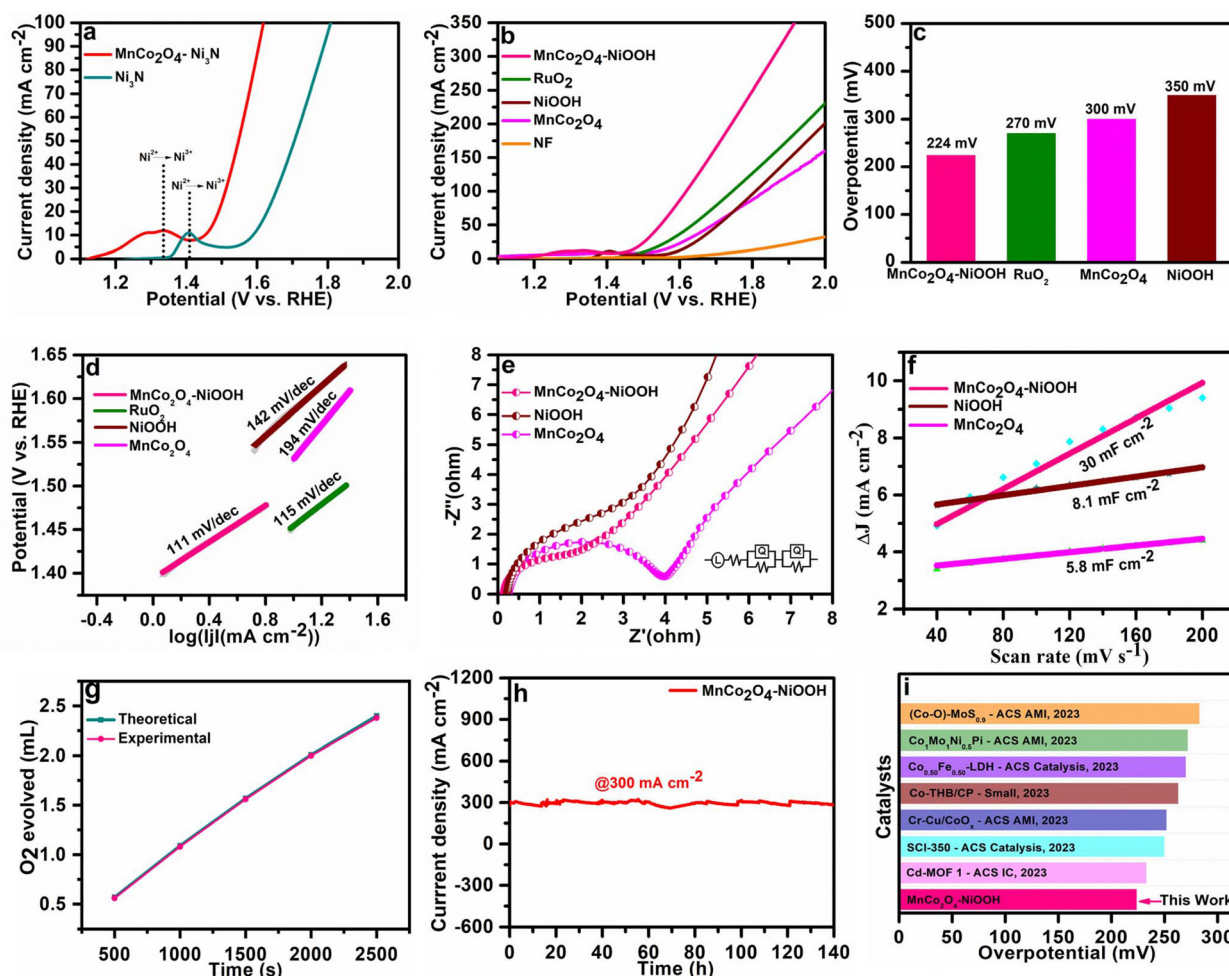 a
MnCo₂O₄- Ni₃N
Ni₃N
Ni²⁺→Ni³⁺
Ni²⁺→Ni³⁺
Current density (mA cm⁻²)
100
90
80
70
60
50
40
30
20
10
0
1.2
1.4
1.6
1.8
2.0
Potential (V vs. RHE)
b
MnCo₂O₄-NiOOH
RuO₂
NiOOH
MnCo₂O₄
NF
Current density (mA cm⁻²)
350
325
300
275
250
225
200
175
150
125
100
75
50
25
0
1.2
1.4
1.6
1.8
2.0
Potential (V vs. RHE)
c
Overpotential (mV)
500
400
300
200
100
0
224 mV
270 mV
300 mV
350 mV
MnCo₂O₄-NiOOH
RuO₂
MnCo₂O₄
NiOOH
d
MnCo₂O₄-NiOOH
RuO₂
NiOOH
MnCo₂O₄
142 mV/dec
194 mV/dec
115 mV/dec
111 mV/dec
Potential (V vs. RHE)
1.65
1.60
1.55
1.50
1.45
1.40
-0.4
0.0
0.4
0.8
1.2
1.6
log(IjI(mA cm⁻²))
e
MnCo₂O₄-NiOOH
NiOOH
MnCo₂O₄
L
Q
Q
-Z"(ohm)
-8
-7
-6
-5
-4
-3
-2
-1
0
0
1
2
3
4
5
6
7
8
Z'(ohm)
f
MnCo₂O₄-NiOOH
NiOOH
MnCo₂O₄
30 mF cm⁻²
8.1 mF cm⁻²
5.8 mF cm⁻²
ΔJ (mA cm⁻²)
10
8
6
4
2
40
80
120
160
200
Scan rate (mV s⁻¹)
g
Theoretical
Experimental
O2 evolved (mL)
2.5
2.0
1.5
1.0
0.5
500
1000
1500
2000
2500
Time (s)
h
MnCo₂O₄-NiOOH
@300 mA cm⁻²
Currrent density (mA cm⁻²)
1200
900
600
300
0
-300
-600
0
20
40
60
80
100
120
140
Time (h)
i
(Co-O)-MoS₀.₉ - ACS AMI, 2023
Co₁Mo₁Ni₀.₅Pi - ACS AMI, 2023
Co₀.₅₀Fe₀.₅₀-LDH - ACS Catalysis, 2023
Co-THB/CP - Small, 2023
Cr-Cu/CoOₓ - ACS AMI, 2023
SCI-350 - ACS Catalysis, 2023
Cd-MOF 1 - ACS IC, 2023
MnCo₂O₄-NiOOH
This Work
Catalysts
0
50
100
150
200
250
300
Overpotential (mV)